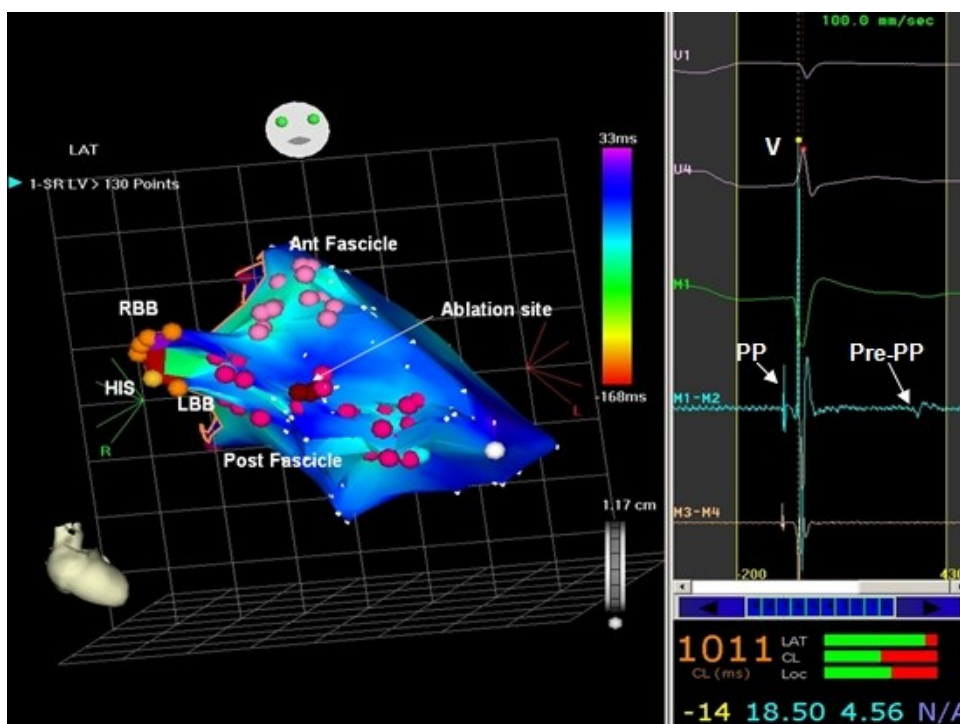 100.0 mm/sec
U1
LAT
33ms
1-SR LV > 130 Points
V
U4
Ant Fascicle
M1
RBB
Ablation site
PP
Pre-PP
HIS
LBB
L
-168ms
M1-M2
R
Post Fascicle
1.17 cm
M3-M4
-200
430
1011
CL (ms)
LAT
CL
Loc
-14 18.50 4.56 N/A